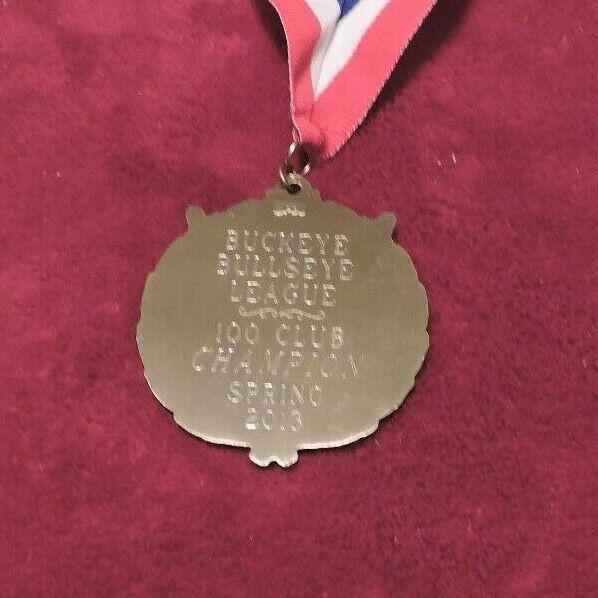 BUCKEYE
BULLSEYE
LEAGUE
100 CLUB
CHAMPION
SPRING
2013